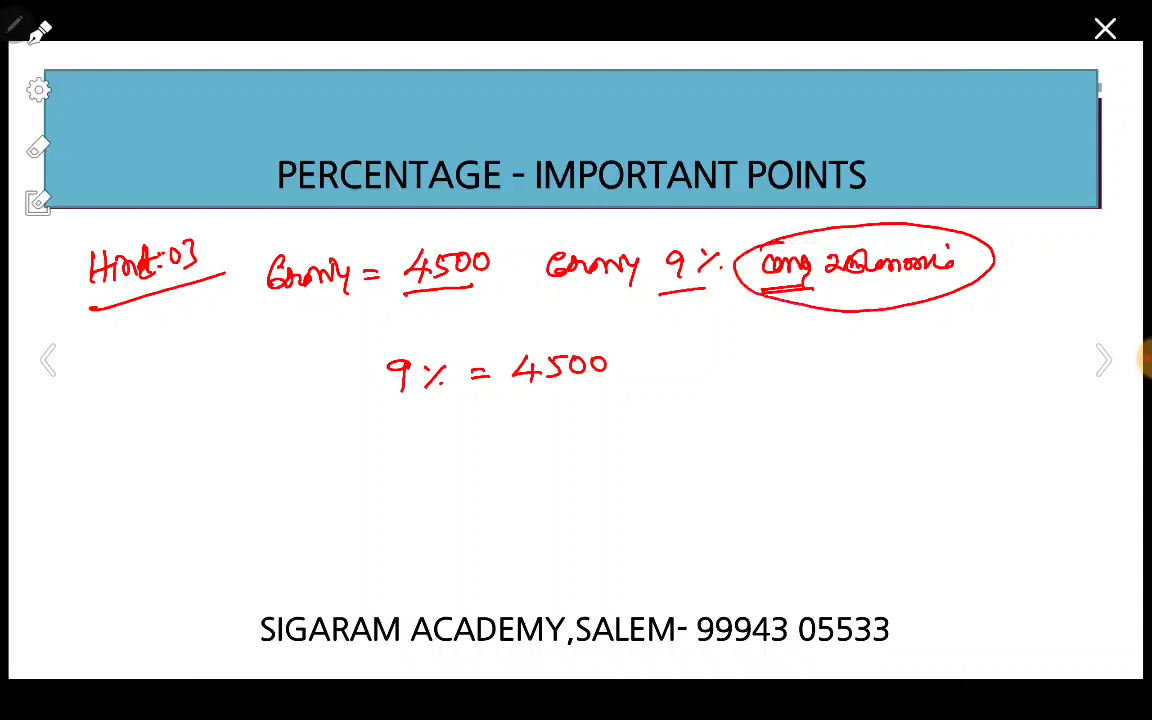 PERCENTAGE - IMPORTANT POINTS
Hint:03 = 4500 9%
9% = 4500
SIGARAM ACADEMY,SALEM- 99943 05533